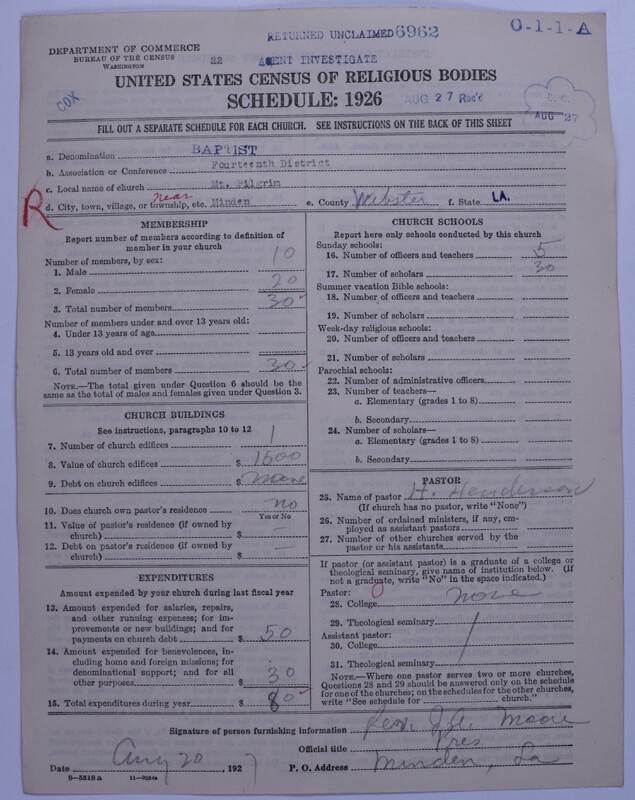 RETURNED UNCLAIMED 6962
O-1-1-A
DEPARTMENT OF COMMERCE
BUREAU OF THE CENSUS
WASHINGTON
22 AGENT INVESTIGATE
UNITED STATES CENSUS OF RELIGIOUS BODIES
COX
SCHEDULE: 1926
AUG 27 Rec'd
C. C.
AUG 27
FILL OUT A SEPARATE SCHEDULE FOR EACH CHURCH. SEE INSTRUCTIONS ON THE BACK OF THIS SHEET
a. Denomination BAPTIST
b. Association or Conference Fourteenth District
c. Local name of church Mt. Pilgrim
R
near
d. City, town, village, or township, etc. Minden e. County Webster f. State LA.
MEMBERSHIP
Report number of members according to definition of
member in your church
Number of members, by sex:
1. Male 10
2. Female 20
3. Total number of members 30
Number of members under and over 13 years old:
4. Under 13 years of age
5. 13 years old and over
6. Total number of members 30
NOTE.—The total given under Question 6 should be the
same as the total of males and females given under Question 3.
CHURCH BUILDINGS
See instructions, paragraphs 10 to 12
7. Number of church edifices 1
8. Value of church edifices $ 1500
9. Debt on church edifices $ none
10. Does church own pastor's residence no
Yes or No
11. Value of pastor's residence (if owned by
church) $ —
12. Debt on pastor's residence (if owned by
church) $ —
EXPENDITURES
Amount expended by your church during last fiscal year
13. Amount expended for salaries, repairs,
and other running expenses; for im-
provements or new buildings; and for
payments on church debt $ 50
14. Amount expended for benevolences, in-
cluding home and foreign missions; for
denominational support; and for all
other purposes $ 30
15. Total expenditures during year $ 80
CHURCH SCHOOLS
Report here only schools conducted by this church
Sunday schools:
16. Number of officers and teachers 5
17. Number of scholars 30
Summer vacation Bible schools:
18. Number of officers and teachers
19. Number of scholars
Week-day religious schools:
20. Number of officers and teachers
21. Number of scholars
Parochial schools:
22. Number of administrative officers
23. Number of teachers—
a. Elementary (grades 1 to 8)
b. Secondary
24. Number of scholars—
a. Elementary (grades 1 to 8)
b. Secondary
PASTOR
25. Name of pastor H. Henderson
(If church has no pastor, write "None")
26. Number of ordained ministers, if any, em-
ployed as assistant pastors
27. Number of other churches served by the
pastor or his assistants
If pastor (or assistant pastor) is a graduate of a college or
theological seminary, give name of institution below. (If
not a graduate, write "No" in the space indicated.)
Pastor: 0
28. College none
29. Theological seminary
Assistant pastor:
30. College
31. Theological seminary
NOTE.—Where one pastor serves two or more churches,
Questions 28 and 29 should be answered only on the schedule
for one of the churches; on the schedules for the other churches,
write "See schedule for church."
Signature of person furnishing information Rev. J. A. Moore
Official title Pres
Date Aug 20, 1927 P. O. Address Minden, La
8-5318 a 11-9684a